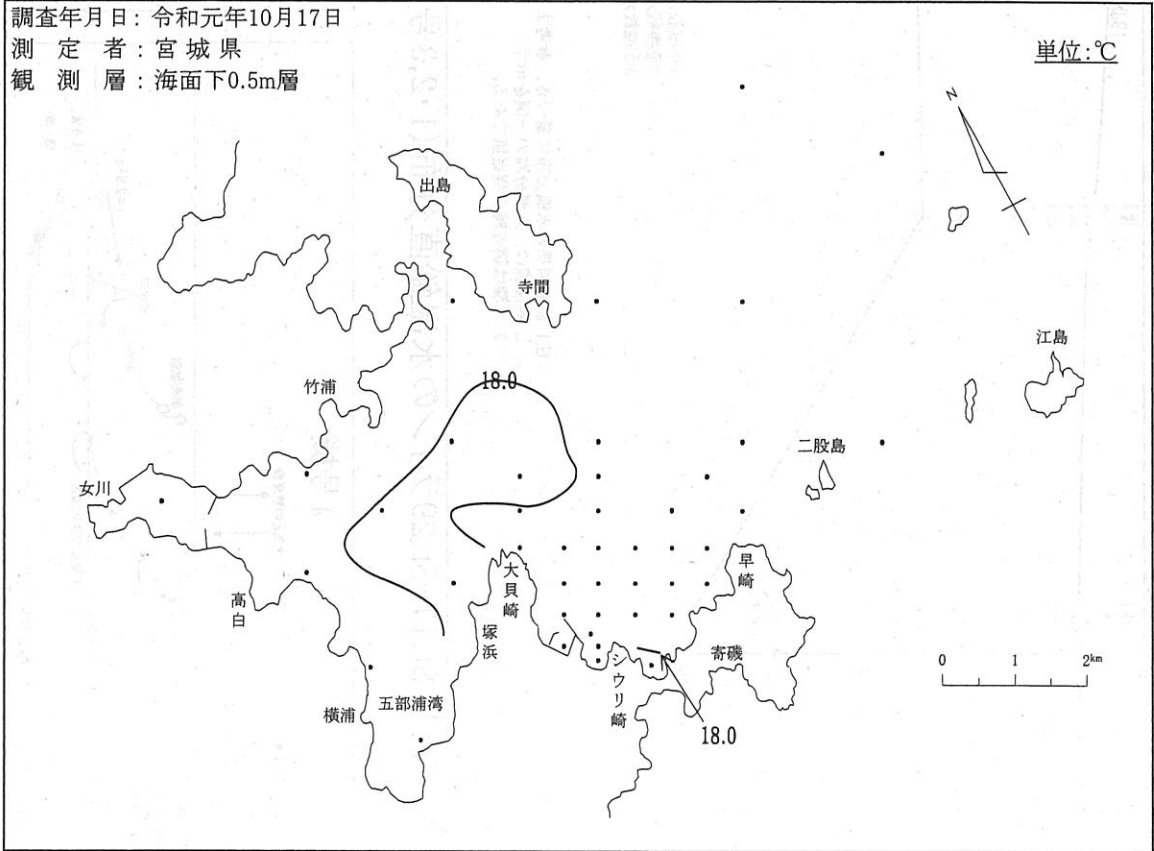 調査年月日：令和元年10月17日
測定者：宮城県
観測層：海面下0.5m層
単位：℃
N
出島
寺間
江島
竹浦
18.0
二股島
女川
大貝崎
早崎
高白
塚浜
シウリ崎
寄磯
0 1 2km
横浦
五部浦湾
18.0